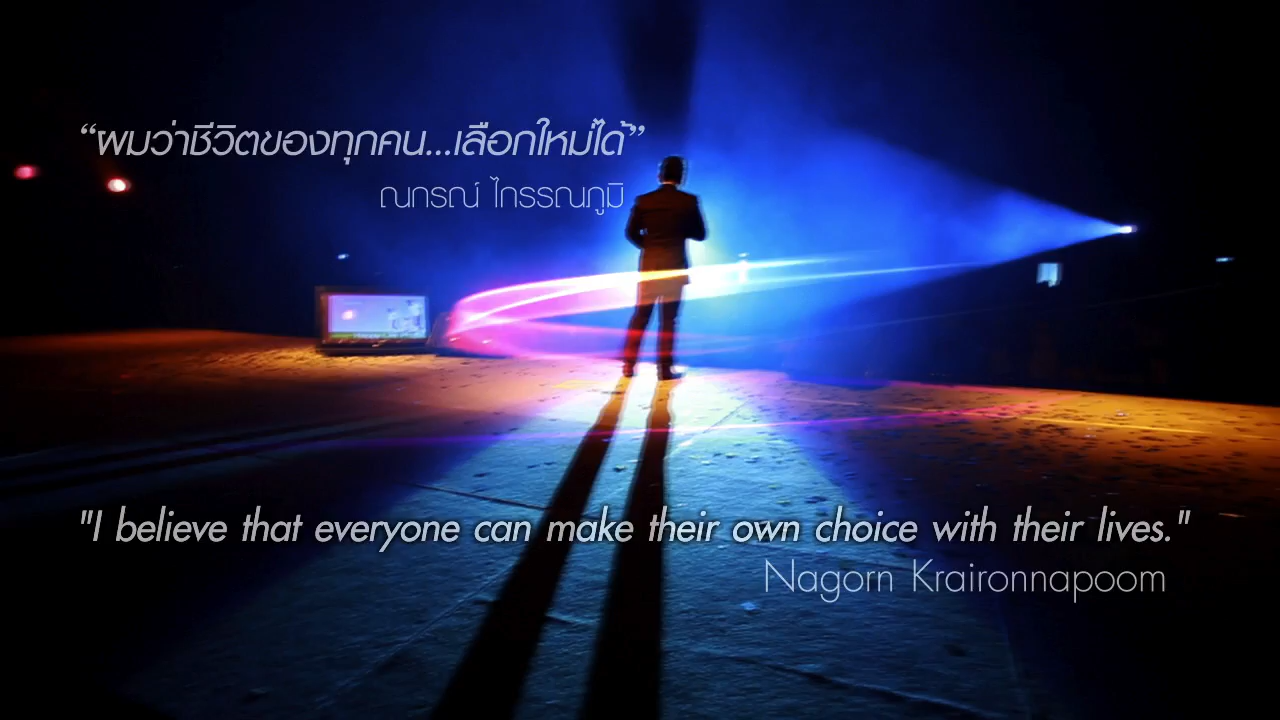 “ผมว่าชีวิตของทุกคน...เลือกใหม่ได้”
ณกรณ์ ไกรรณภูมิ
"I believe that everyone can make their own choice with their lives."
Nagorn Kraironnapoom